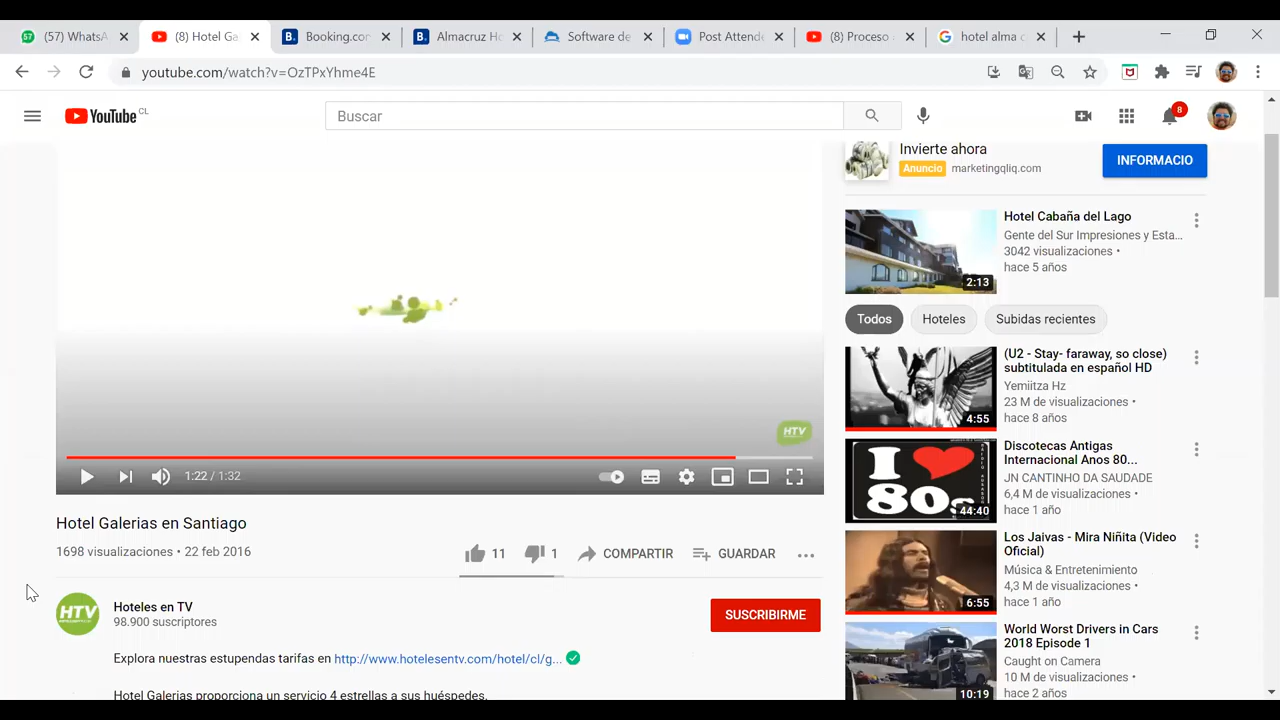 (57) WhatsA
(8) Hotel Ga
Booking.con
Almacruz Ho
Software de
Post Attende
(8) Proceso a
hotel alma c
youtube.com/watch?v=OzTPxYhme4E
YouTube CL
Buscar
8
HTV
1:22 / 1:32
Hotel Galerias en Santiago
1698 visualizaciones • 22 feb 2016
11
1
COMPARTIR
GUARDAR
HTV
Hoteles en TV
98.900 suscriptores
SUSCRIBIRME
Explora nuestras estupendas tarifas en http://www.hotelesentv.com/hotel/cl/g...
Hotel Galerias proporciona un servicio 4 estrellas a sus huéspedes.
Invierte ahora
Anuncio marketingqliq.com
INFORMACIO
Hotel Cabaña del Lago
Gente del Sur Impresiones y Esta...
3042 visualizaciones •
hace 5 años
2:13
Todos
Hoteles
Subidas recientes
(U2 - Stay- faraway, so close)
subtitulada en español HD
Yemiitza Hz
23 M de visualizaciones •
hace 8 años
4:55
Discotecas Antigas
Internacional Anos 80...
JN CANTINHO DA SAUDADE
6,4 M de visualizaciones •
hace 1 año
I
80s
44:40
Los Jaivas - Mira Niñita (Video
Oficial)
Música & Entretenimiento
4,3 M de visualizaciones •
hace 1 año
6:55
World Worst Drivers in Cars
2018 Episode 1
Caught on Camera
10 M de visualizaciones •
hace 2 años
10:19